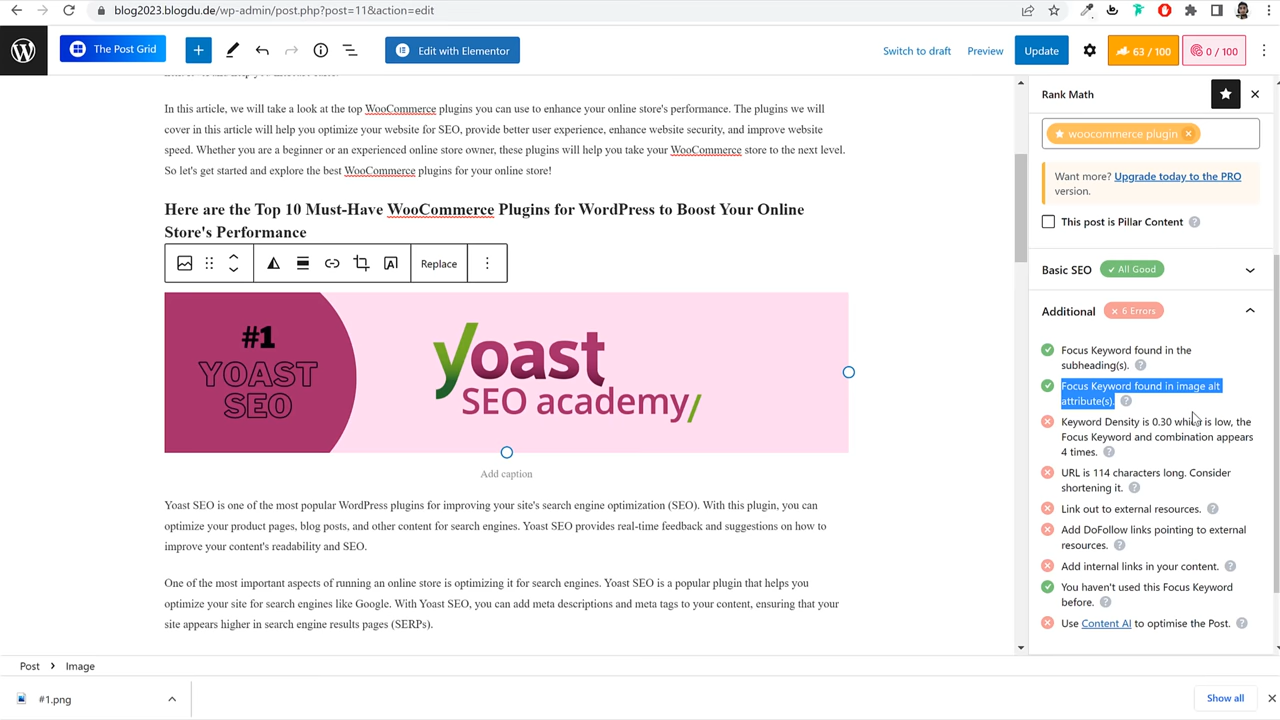 blog2023.blogdu.de/wp-admin/post.php?post=11&action=edit
The Post Grid
Edit with Elementor
Switch to draft
Preview
Update
63 / 100
0 / 100
In this article, we will take a look at the top WooCommerce plugins you can use to enhance your online store's performance. The plugins we will
cover in this article will help you optimize your website for SEO, provide better user experience, enhance website security, and improve website
speed. Whether you are a beginner or an experienced online store owner, these plugins will help you take your WooCommerce store to the next level.
So let's get started and explore the best WooCommerce plugins for your online store!
Here are the Top 10 Must-Have WooCommerce Plugins for WordPress to Boost Your Online
Store's Performance
Replace
#1
YOAST
SEO
yoast
SEO academy/
Add caption
Yoast SEO is one of the most popular WordPress plugins for improving your site's search engine optimization (SEO). With this plugin, you can
optimize your product pages, blog posts, and other content for search engines. Yoast SEO provides real-time feedback and suggestions on how to
improve your content's readability and SEO.
One of the most important aspects of running an online store is optimizing it for search engines. Yoast SEO is a popular plugin that helps you
optimize your site for search engines like Google. With Yoast SEO, you can add meta descriptions and meta tags to your content, ensuring that your
site appears higher in search engine results pages (SERPs).
Rank Math
woocommerce plugin
Want more? Upgrade today to the PRO
version.
This post is Pillar Content
Basic SEO
All Good
Additional
6 Errors
Focus Keyword found in the
subheading(s).
Focus Keyword found in image alt
attribute(s).
Keyword Density is 0.30 which is low, the
Focus Keyword and combination appears
4 times.
URL is 114 characters long. Consider
shortening it.
Link out to external resources.
Add DoFollow links pointing to external
resources.
Add internal links in your content.
You haven't used this Focus Keyword
before.
Use Content AI to optimise the Post.
Post
Image
#1.png
Show all